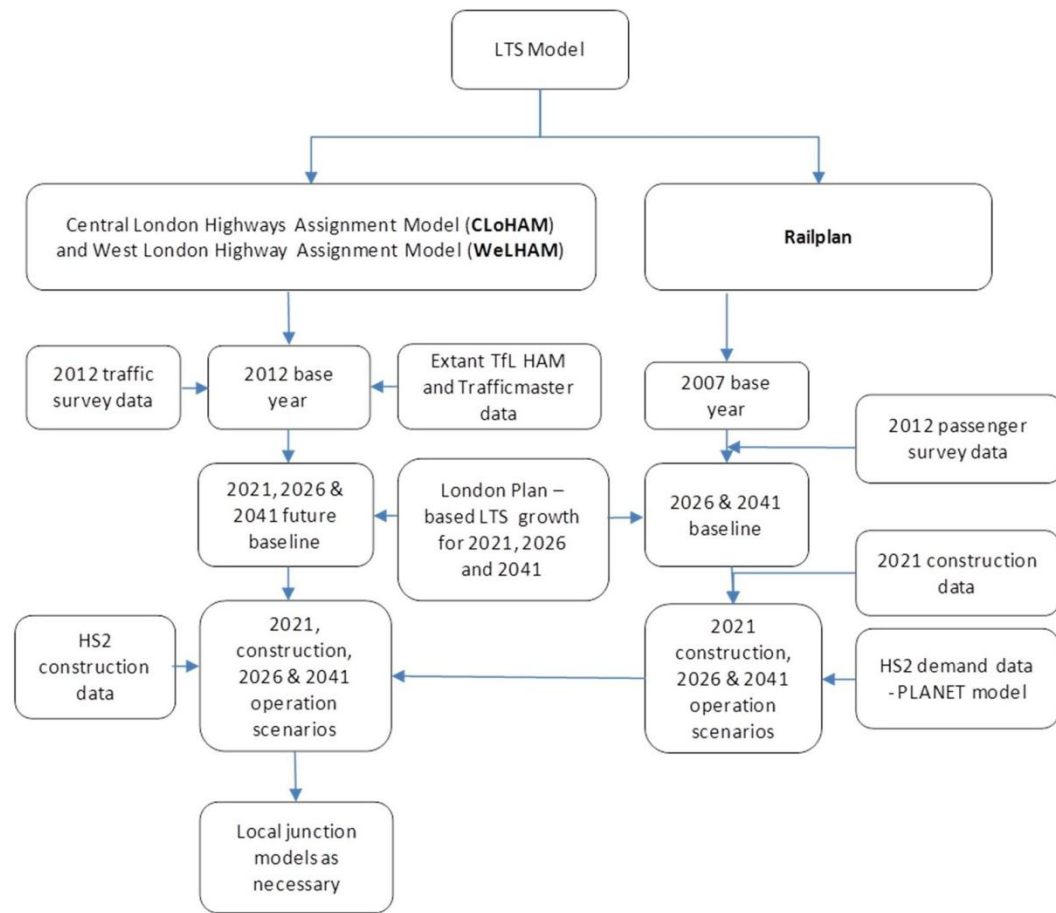 LTS Model
Central London Highways Assignment Model (CLoHAM)
and West London Highway Assignment Model (WeLHAM)
Railplan
2012 traffic
survey data
2012 base
year
Extant TfL HAM
and Trafficmaster
data
2007 base
year
2012 passenger
survey data
2021, 2026 &
2041 future
baseline
London Plan –
based LTS growth
for 2021, 2026
and 2041
2026 & 2041
baseline
2021 construction
data
HS2
construction
data
2021,
construction,
2026 & 2041
operation
scenarios
2021
construction,
2026 & 2041
operation
scenarios
HS2 demand data
- PLANET model
Local junction
models as
necessary